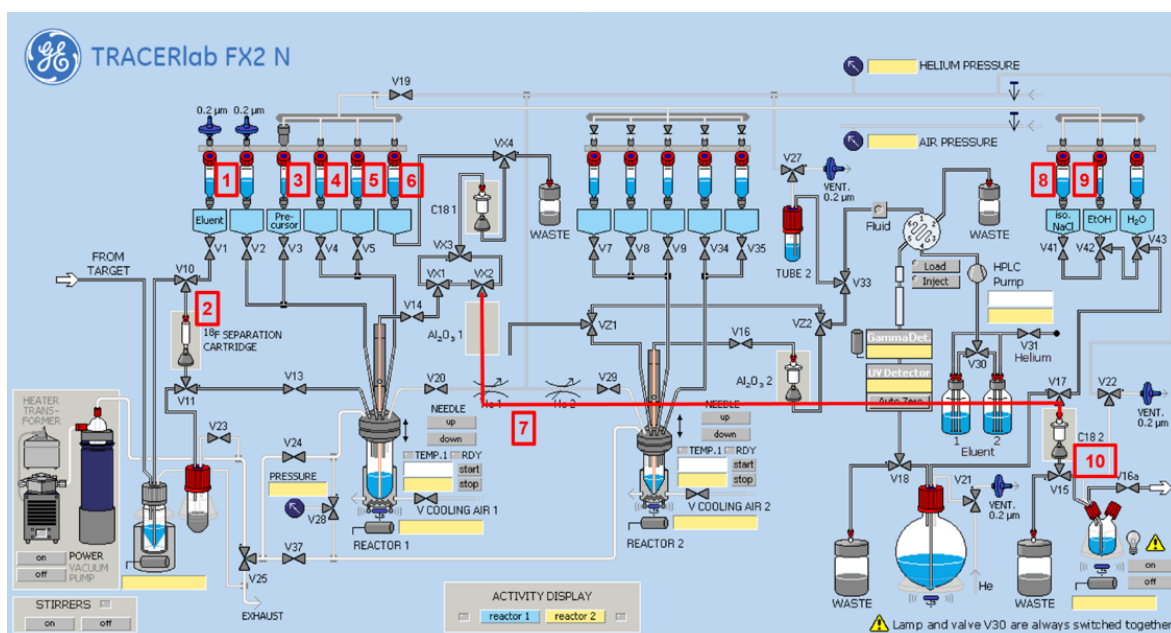 GE
TRACERlab FX2 N
V19
HELIUM PRESSURE
AIR PRESSURE
0.2 µm
0.2 µm
1
3
4
5
6
8
9
VX4
V27
VENT.
0.2 µm
C18 1
WASTE
TUBE 2
Fluid
WASTE
Eluent
Pre-
cursor
Iso.
NaCl
EtOH
H₂O
V1
V2
V3
V4
V5
V7
V8
V9
V34
V35
V41
V42
V43
FROM
TARGET
V10
VX3
VX1
VX2
V33
Load
Inject
HPLC
Pump
2
18F SEPARATION
CARTRIDGE
V14
Al₂O₃ 1
VZ1
VZ2
V16
GammaDet.
UV Detector
Auto Zero
V31
Helium
V30
V13
V11
V20
V29
Al₂O₃ 2
1
2
Eluent
V17
V22
VENT.
0.2 µm
HEATER
TRANS-
FORMER
V23
V24
NEEDLE
up
down
7
NEEDLE
up
down
C18 2
10
PRESSURE
TEMP.1
RDY
start
stop
TEMP.1
RDY
start
stop
V18
V21
VENT.
0.2 µm
V15
V16a
V28
V COOLING AIR 1
V COOLING AIR 2
REACTOR 1
REACTOR 2
on
off
POWER
VACUUM
PUMP
V37
V25
EXHAUST
WASTE
He
WASTE
on
off
STIRRERS
on
off
ACTIVITY DISPLAY
reactor 1
reactor 2
Lamp and valve V30 are always switched together